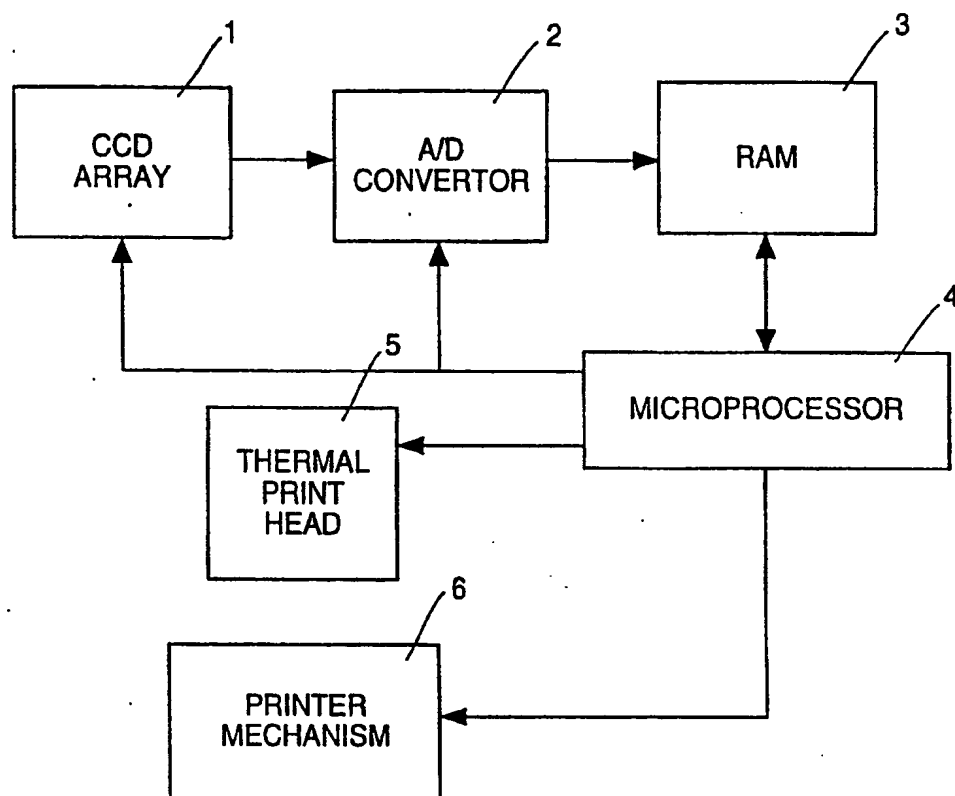 1
2
3
CCD
ARRAY
A/D
CONVERTOR
RAM
4
MICROPROCESSOR
5
THERMAL
PRINT
HEAD
6
PRINTER
MECHANISM